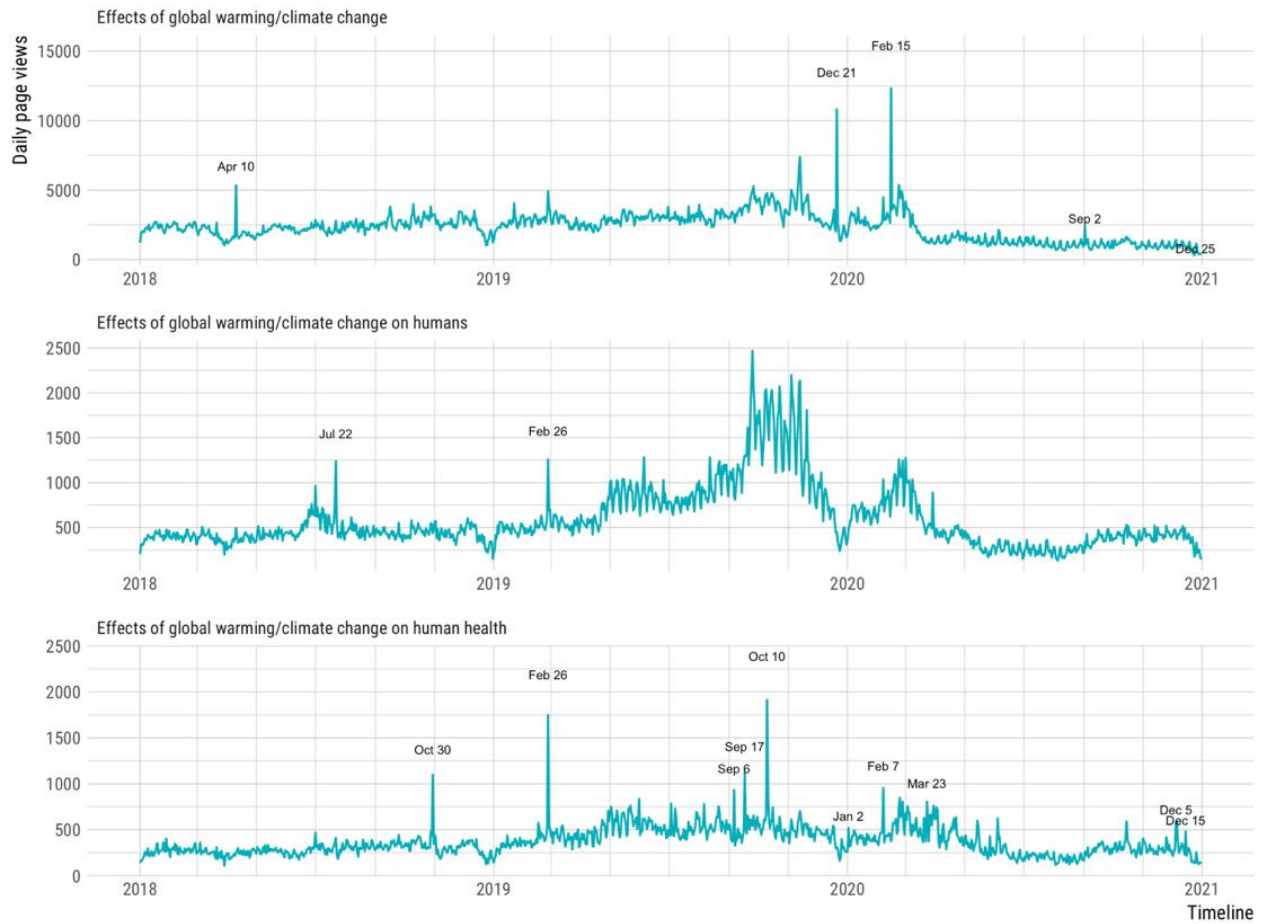 Effects of global warming/climate change
Daily page views
15000
10000
5000
0
Apr 10
Dec 21
Feb 15
Sep 2
Dec 25
2018 2019 2020 2021
Effects of global warming/climate change on humans
2500
2000
1500
1000
500
Jul 22
Feb 26
2018 2019 2020 2021
Effects of global warming/climate change on human health
2500
2000
1500
1000
500
0
Oct 30
Feb 26
Sep 6
Sep 17
Oct 10
Jan 2
Feb 7
Mar 23
Dec 5
Dec 15
2018 2019 2020 2021
Timeline